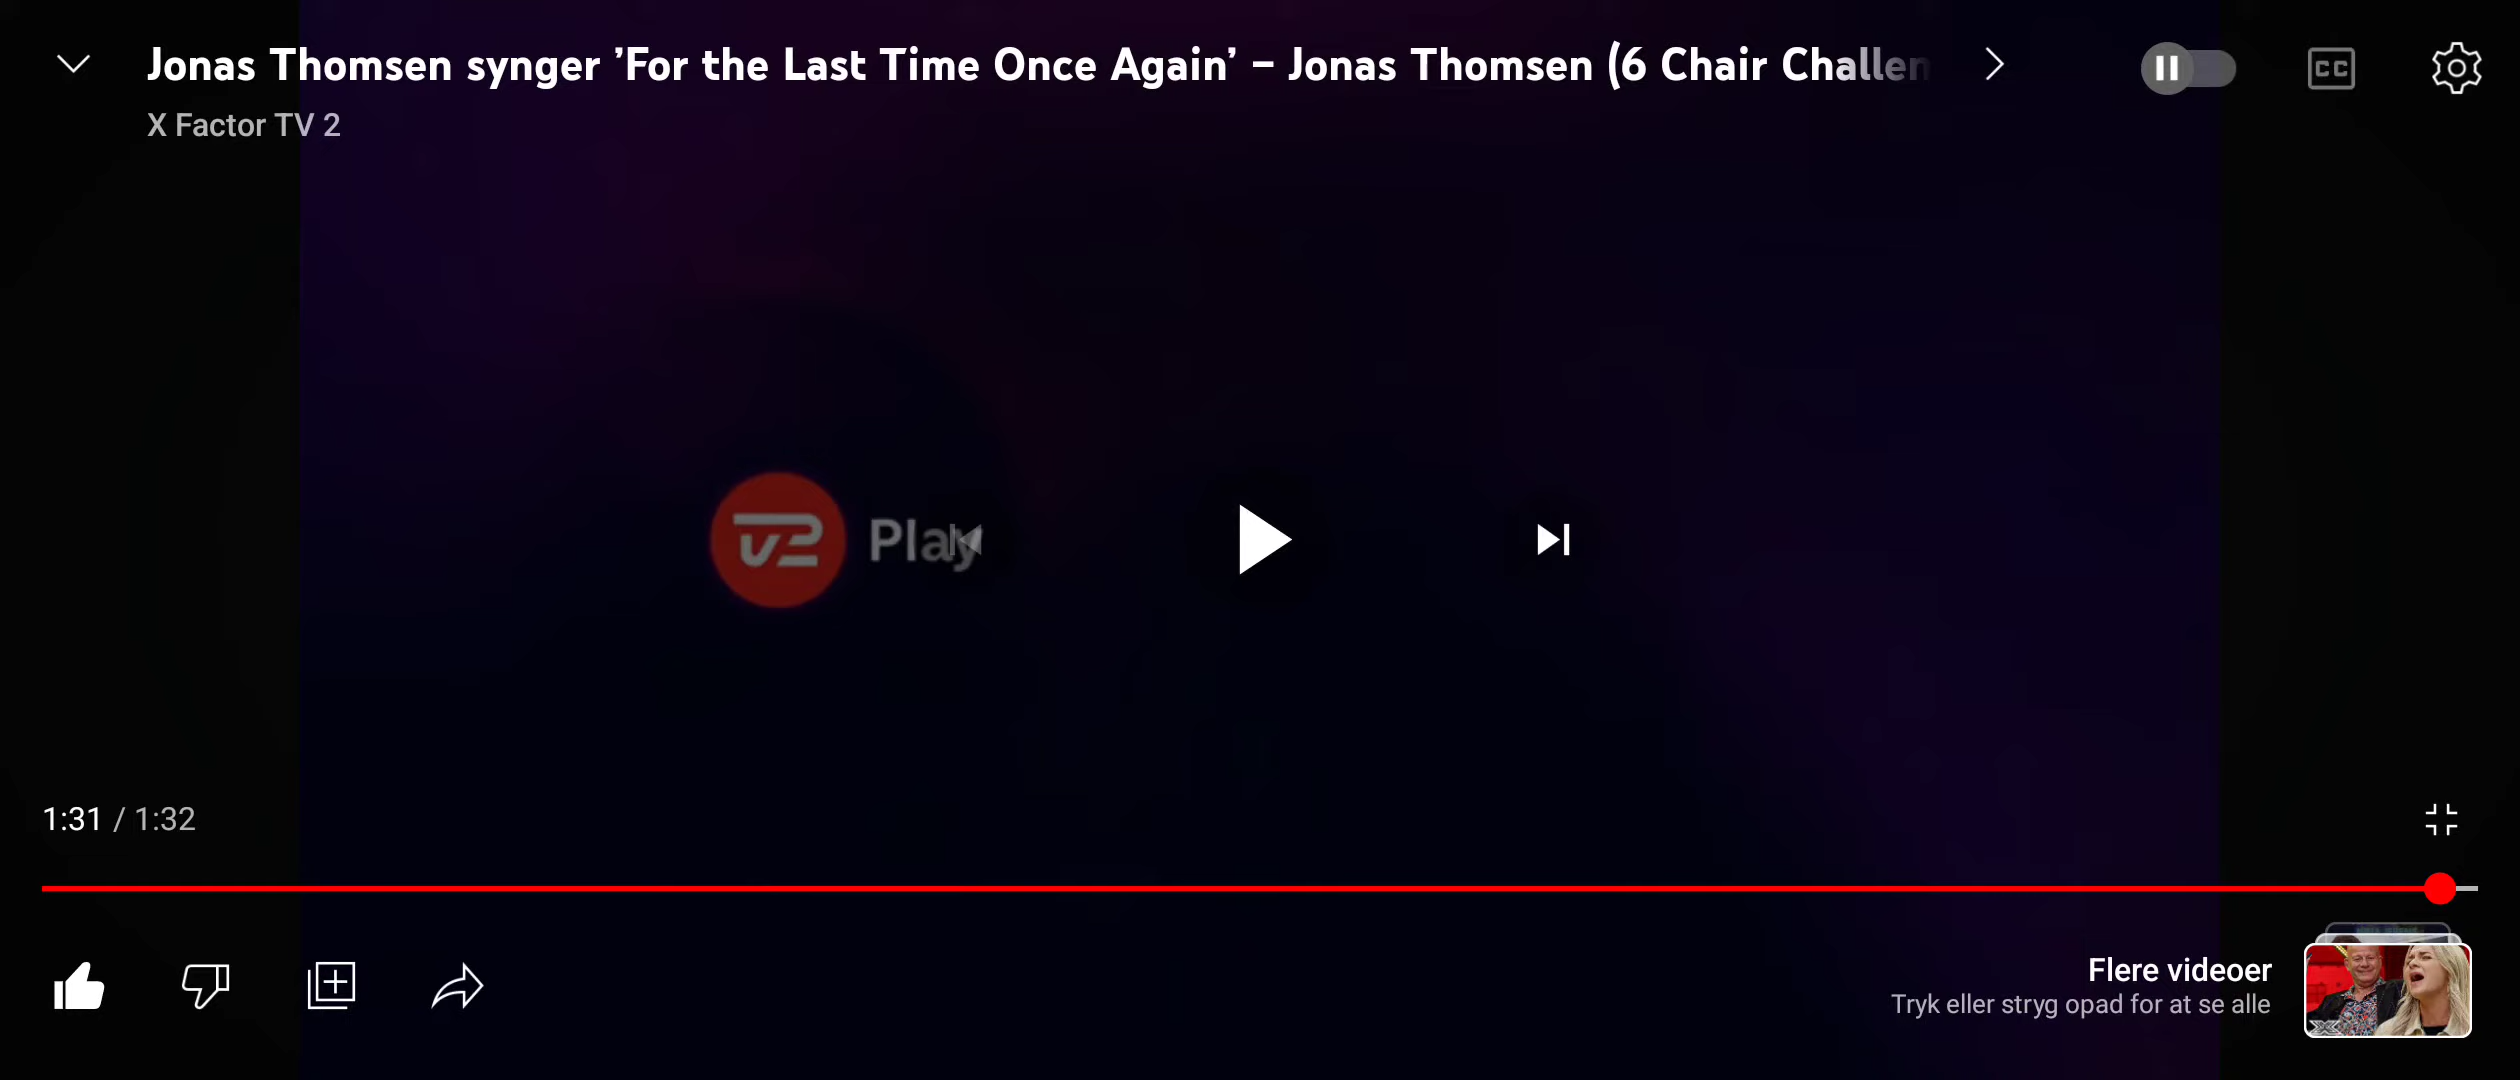 Jonas Thomsen synger ’For the Last Time Once Again’ – Jonas Thomsen (6 Chair Challen
X Factor TV 2
CC
Play
1:31 / 1:32
Flere videoer
Tryk eller stryg opad for at se alle